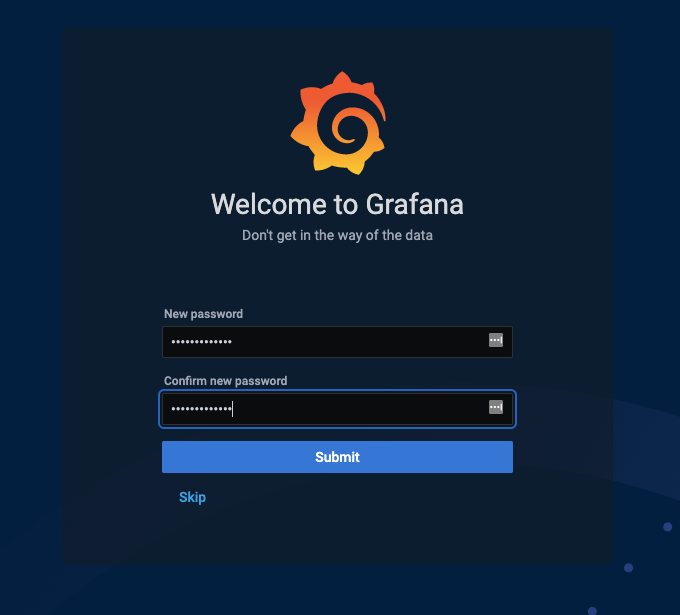 Welcome to Grafana
Don't get in the way of the data
New password
•••••••••••••
Confirm new password
•••••••••••••
Submit
Skip